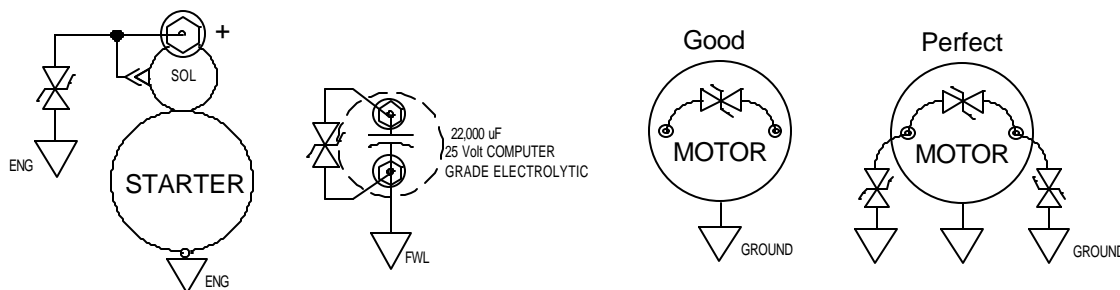 +
SOL
ENG
STARTER
ENG
22,000 uF
25 Volt COMPUTER
GRADE ELECTROLYTIC
FWL
Good
MOTOR
GROUND
Perfect
MOTOR
GROUND